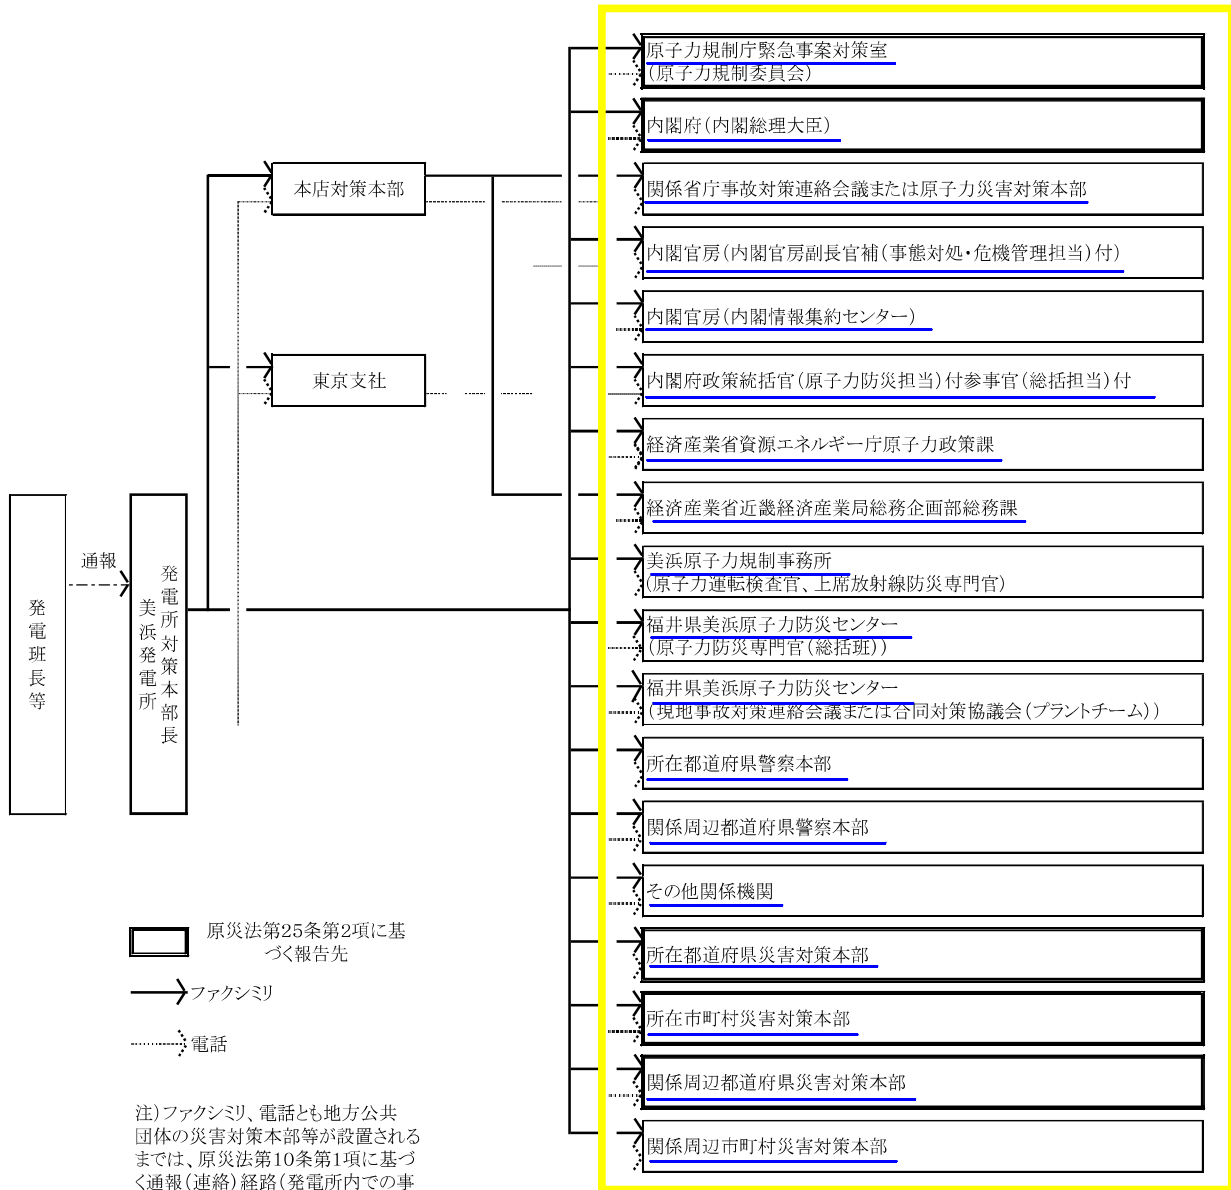 原子力規制庁緊急事案対策室
(原子力規制委員会)
内閣府(内閣総理大臣)
本店対策本部
関係省庁事故対策連絡会議または原子力災害対策本部
内閣官房(内閣官房副長官補(事態対処・危機管理担当)付)
内閣官房(内閣情報集約センター)
東京支社
内閣府政策統括官(原子力防災担当)付参事官(総括担当)付
経済産業省資源エネルギー庁原子力政策課
経済産業省近畿経済産業局総務企画部総務課
発電班長等
通報
発電所対策本部長
美浜発電所
美浜原子力規制事務所
(原子力運転検査官、上席放射線防災専門官)
福井県美浜原子力防災センター
(原子力防災専門官(総括班))
福井県美浜原子力防災センター
(現地事故対策連絡会議または合同対策協議会(プラントチーム))
所在都道府県警察本部
関係周辺都道府県警察本部
その他関係機関
所在都道府県災害対策本部
所在市町村災害対策本部
関係周辺都道府県災害対策本部
関係周辺市町村災害対策本部
原災法第25条第2項に基
づく報告先
ファクシミリ
電話
注)ファクシミリ、電話とも地方公共
団体の災害対策本部等が設置される
までは、原災法第10条第1項に基づ
く通報(連絡)経路(発電所内での事